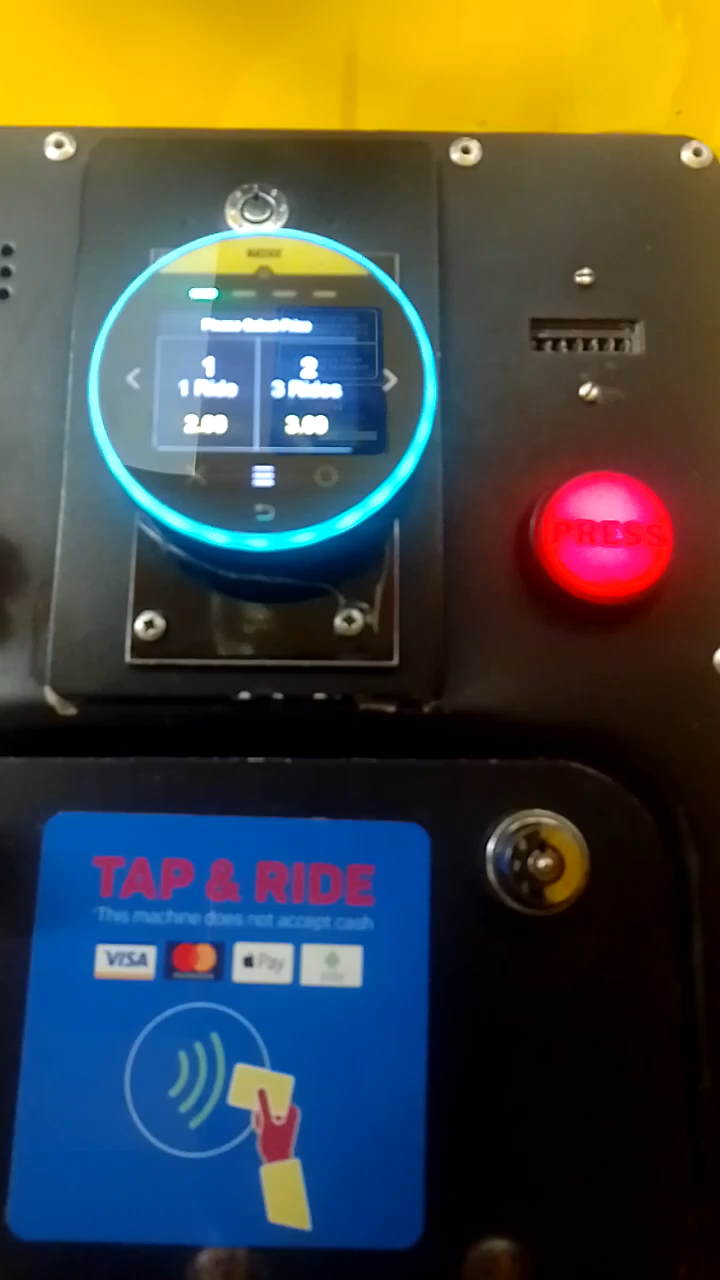 NAYAX
Please Select Price
1 2
1 Ride 3 Rides
2.00 3.00
PRESS
TAP & RIDE
*This machine does not accept cash
VISA Pay